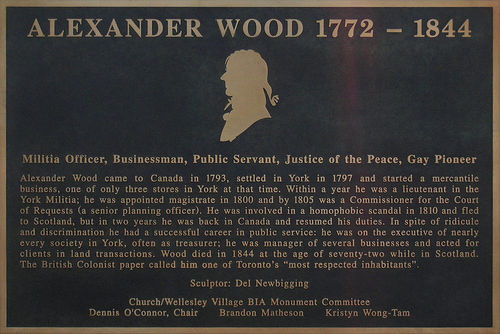 ALEXANDER WOOD 1772 – 1844
Militia Officer, Businessman, Public Servant, Justice of the Peace, Gay Pioneer
Alexander Wood came to Canada in 1793, settled in York in 1797 and started a mercantile
business, one of only three stores in York at that time. Within a year he was a lieutenant in the
York Militia; he was appointed magistrate in 1800 and by 1805 was a Commissioner for the Court
of Requests (a senior planning officer). He was involved in a homophobic scandal in 1810 and fled
to Scotland, but in two years he was back in Canada and resumed his duties. In spite of ridicule
and discrimination he had a successful career in public service: he was on the executive of nearly
every society in York, often as treasurer; he was manager of several businesses and acted for
clients in land transactions. Wood died in 1844 at the age of seventy-two while in Scotland.
The British Colonist paper called him one of Toronto's “most respected inhabitants”.
Sculptor: Del Newbigging
Church/Wellesley Village BIA Monument Committee
Dennis O'Connor, Chair Brandon Matheson Kristyn Wong-Tam